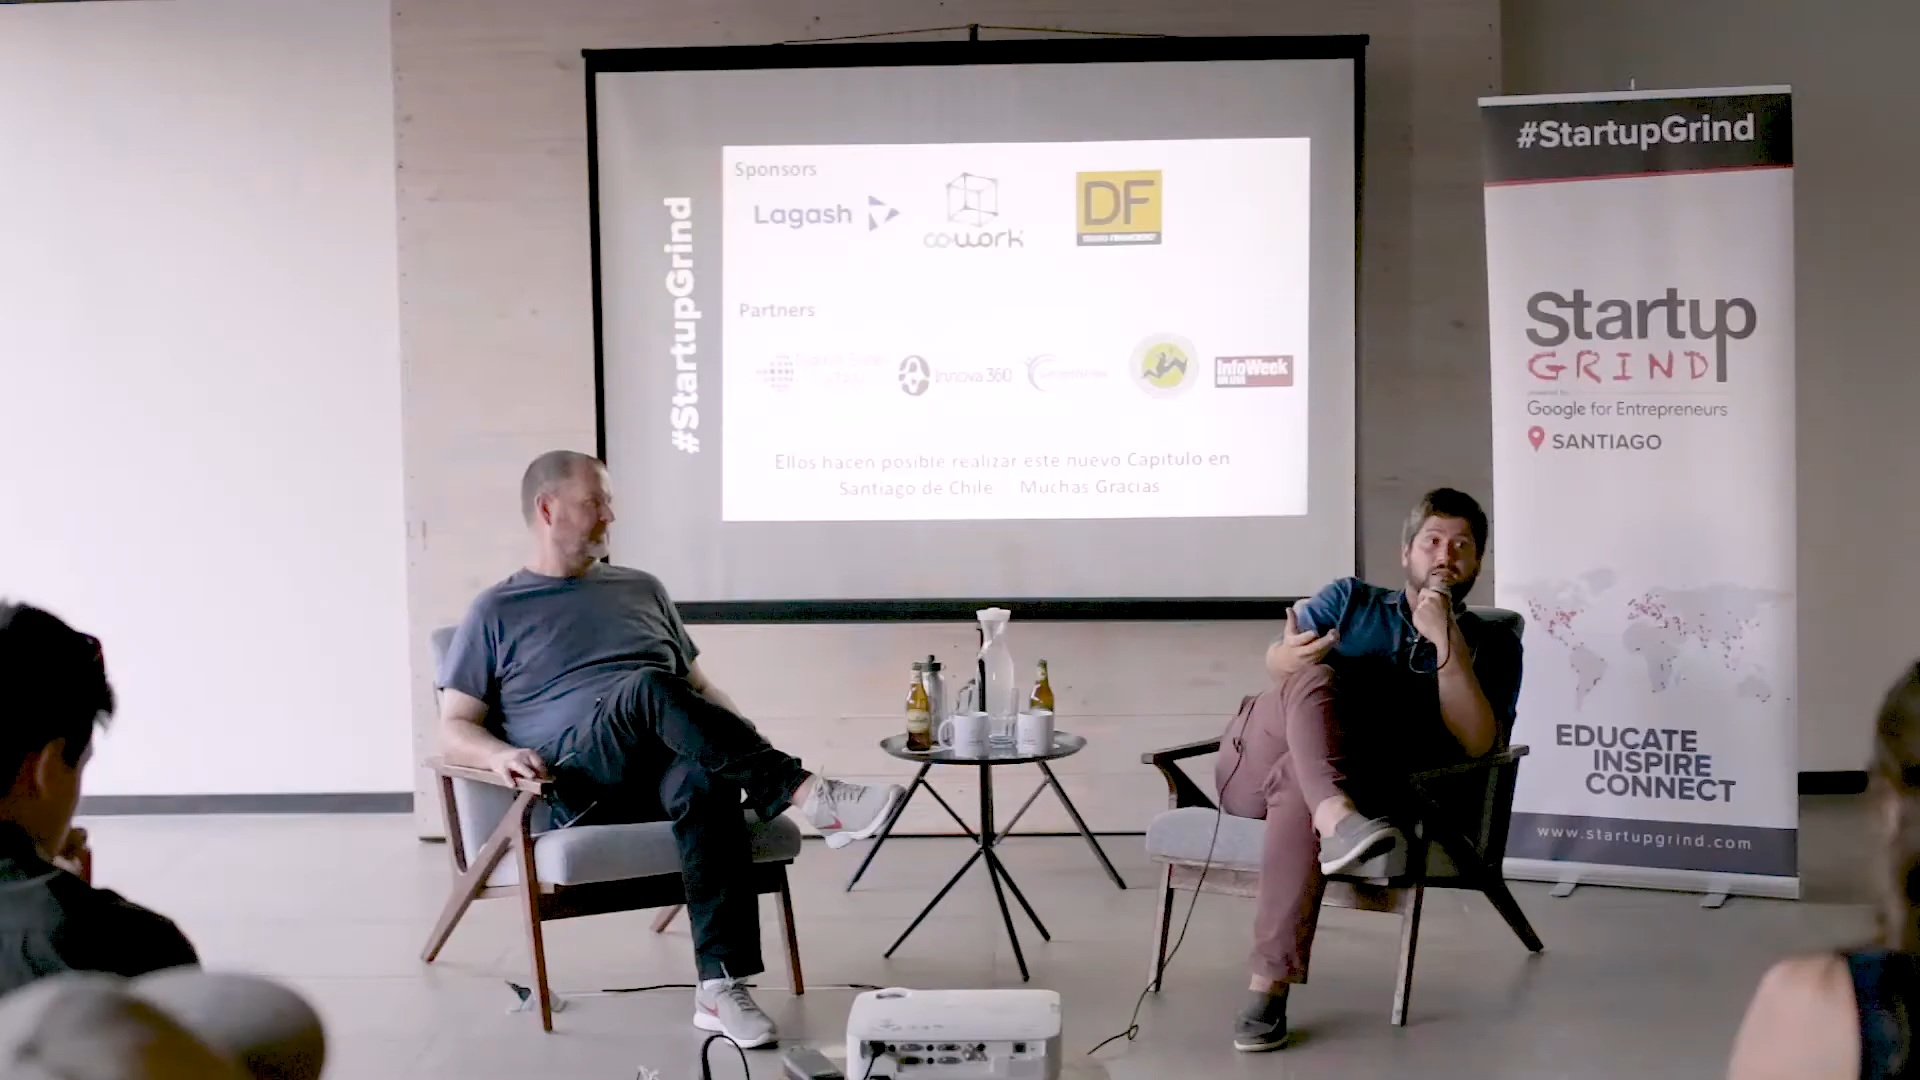 #StartupGrind
Sponsors
Lagash
co-work
DF
Partners
Innova360
InfoWeek
Ellos hacen posible realizar este nuevo Capitulo en
Santiago de Chile Muchas Gracias
#StartupGrind
Startup
GRIND
Google for Entrepreneurs
SANTIAGO
EDUCATE
INSPIRE
CONNECT
www.startupgrind.com